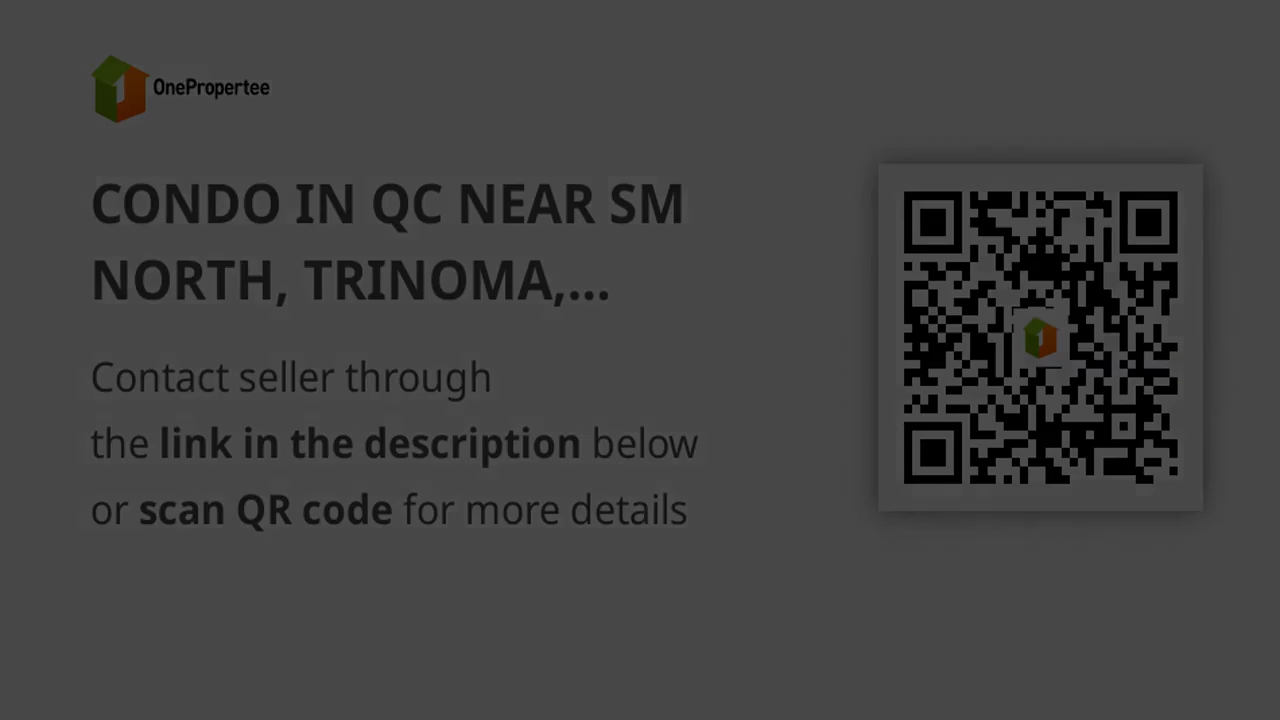 OnePropertee
CONDO IN QC NEAR SM
NORTH, TRINOMA,...
Contact seller through
the link in the description below
or scan QR code for more details